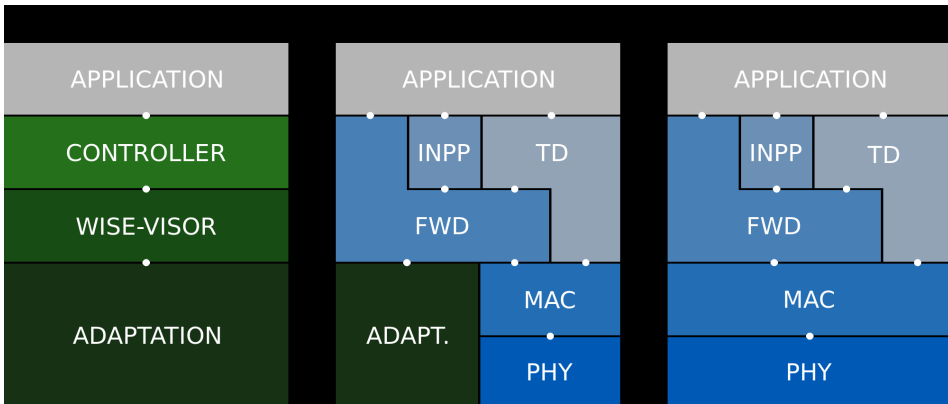 APPLICATION
CONTROLLER
WISE-VISOR
ADAPTATION
APPLICATION
INPP
TD
FWD
ADAPT.
MAC
PHY
APPLICATION
INPP
TD
FWD
MAC
PHY